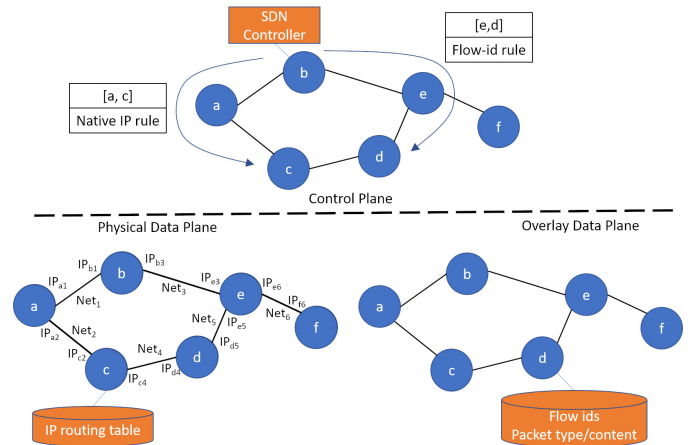 SDN
Controller
[e,d]
Flow-id rule
b
[a, c]
Native IP rule
a
e
f
d
c
Control Plane
Physical Data Plane
Overlay Data Plane
IPb1
b
IPb3
IPa1
IPe3
IPe6
a
Net1
Net3
e
IPf6
IPa2
Net2
Net5
IPe5
Net6
f
IPc2
Net4
d
IPd5
c
IPc4
IPd4
IP routing table
b
a
e
f
d
c
Flow ids
Packet type/content